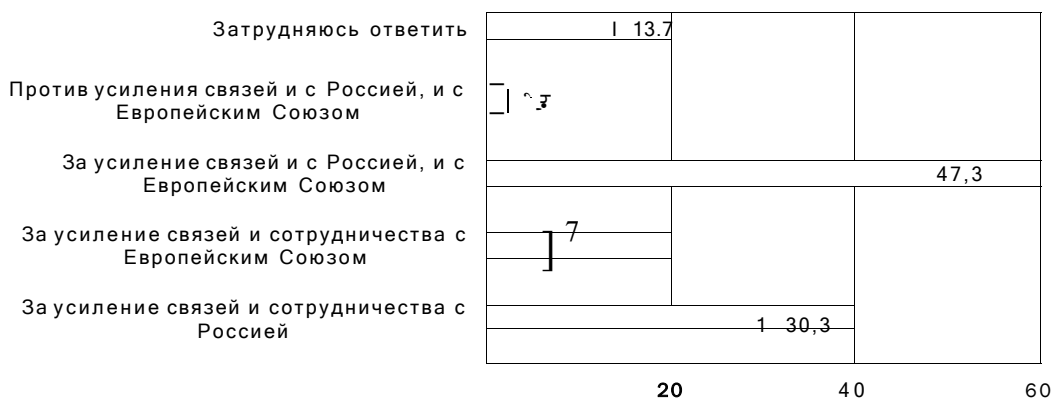 Затрудняюсь ответить
13.7
Против усиления связей и с Россией, и с
Европейским Союзом
За усиление связей и с Россией, и с
Европейским Союзом
47,3
За усиление связей и сотрудничества с
Европейским Союзом
7
За усиление связей и сотрудничества с
Россией
30,3
20 40 60